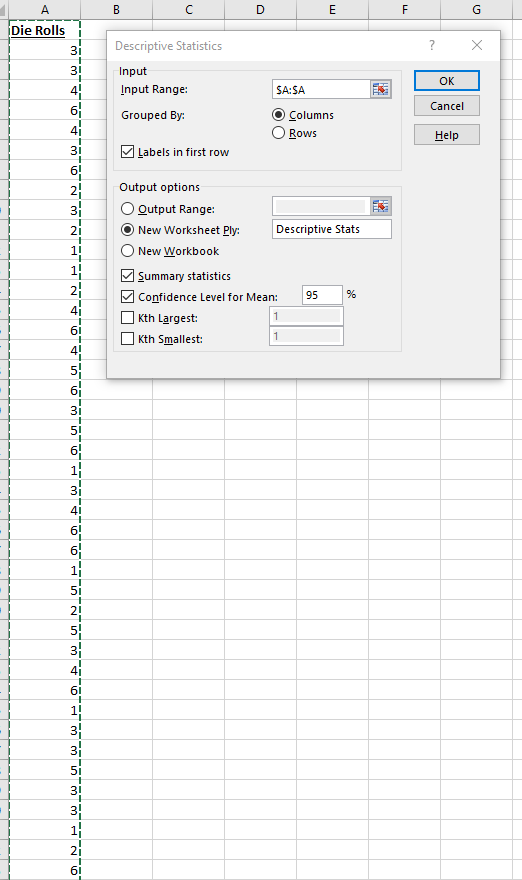 A B C D E F G
Die Rolls
3
3
4
6
4
3
6
2
3
2
1
1
2
4
6
4
5
6
3
5
6
1
3
4
6
6
1
5
2
5
3
4
6
1
3
3
5
3
3
1
2
6
Descriptive Statistics ?
Input
Input Range: $A:$A
Grouped By: Columns
Rows
Labels in first row
OK
Cancel
Help
Output options
Output Range:
New Worksheet Ply: Descriptive Stats
New Workbook
Summary statistics
Confidence Level for Mean: 95 %
Kth Largest: 1
Kth Smallest: 1